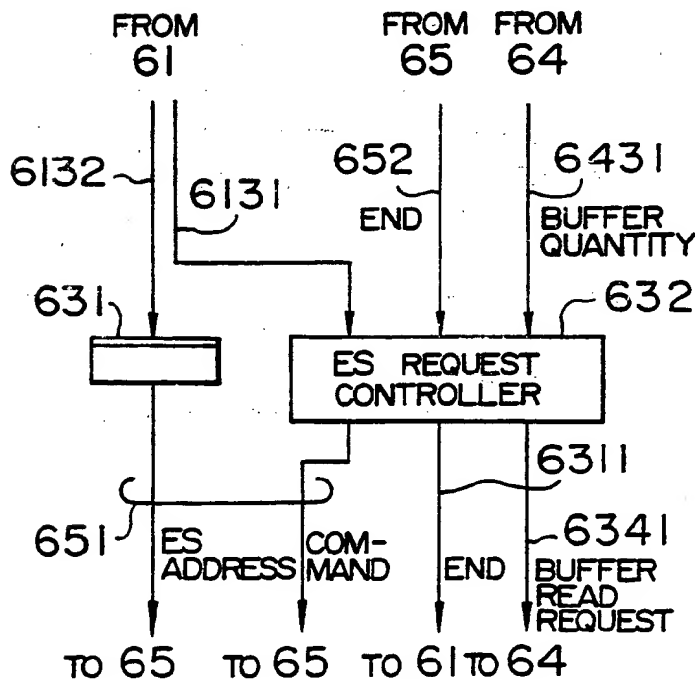 FROM
61
FROM
65
FROM
64
6132
6131
652
END
6431
BUFFER
QUANTITY
631
632
ES REQUEST
CONTROLLER
6311
6341
651
ES
ADDRESS
COM-
MAND
END
BUFFER
READ
REQUEST
TO 65
TO 65
TO 61
TO 64